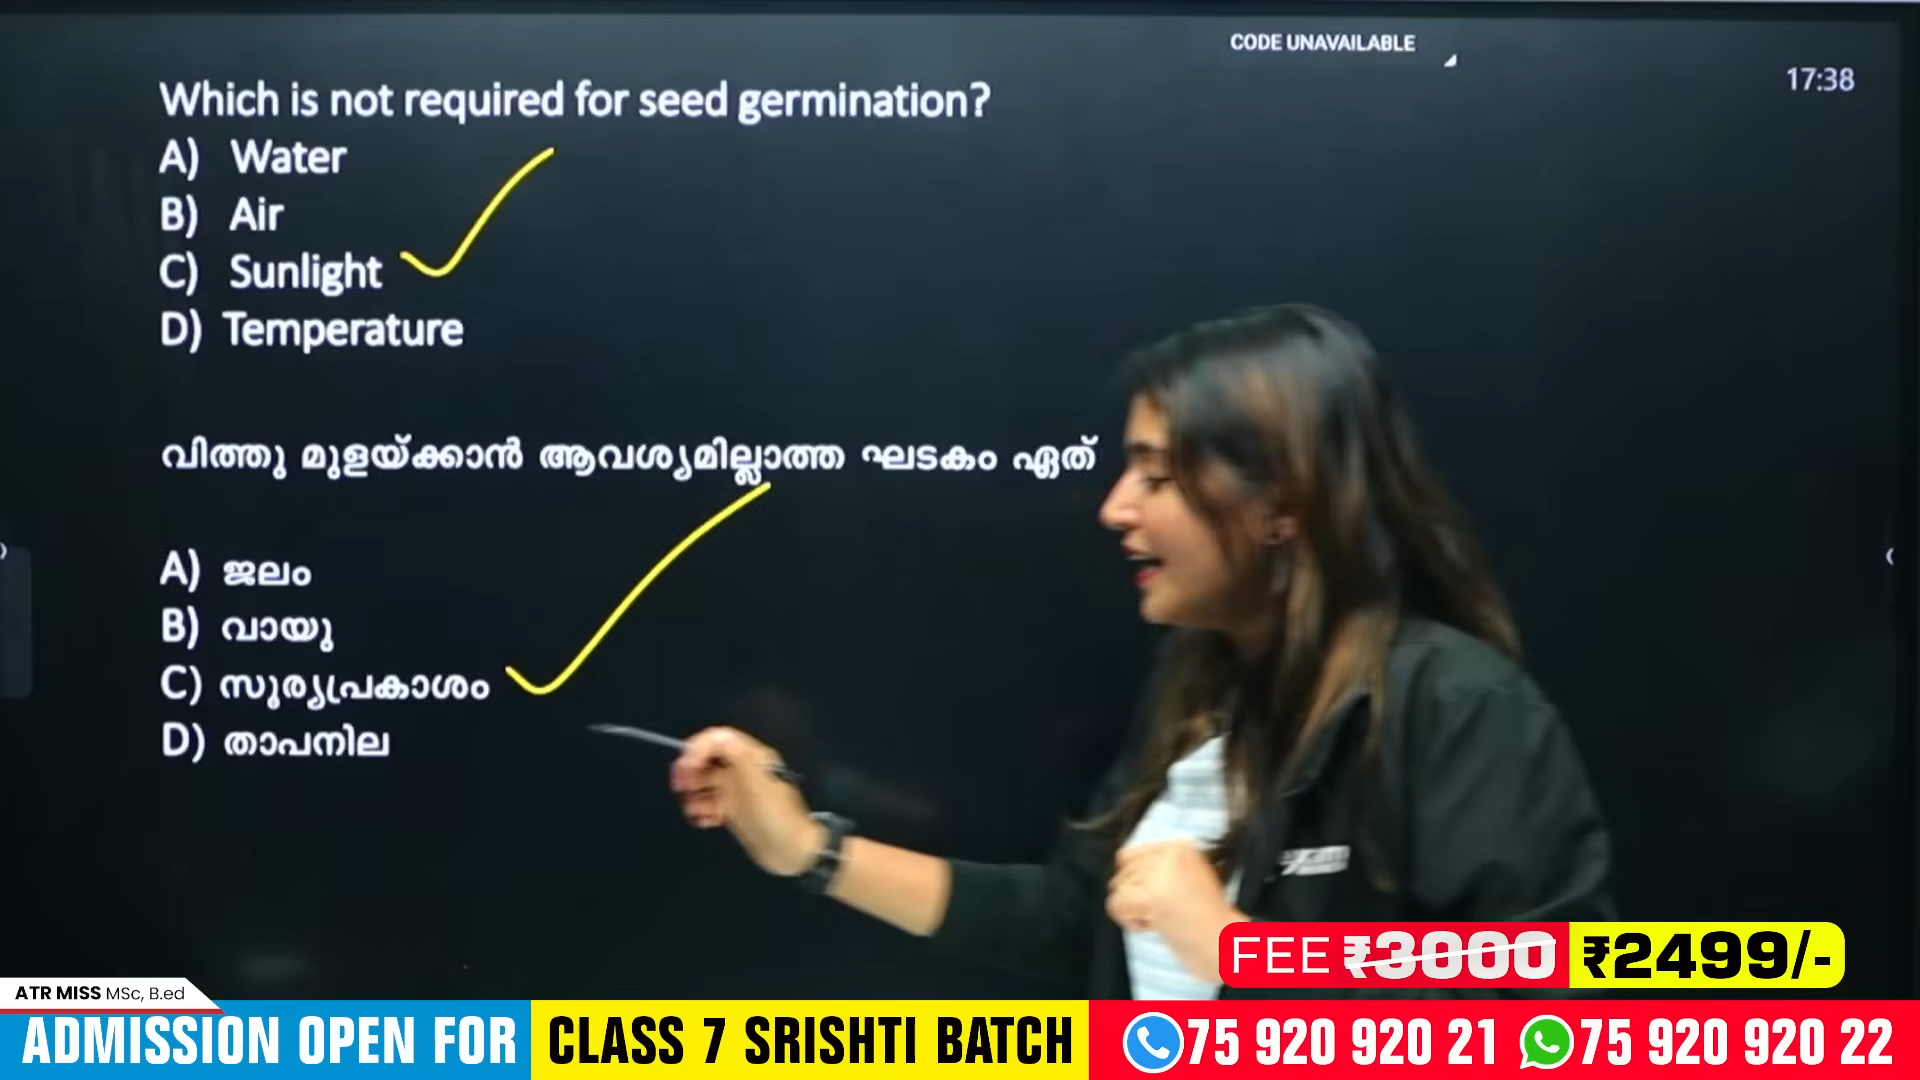 CODE UNAVAILABLE
17:38
Which is not required for seed germination?
A) Water
B) Air
C) Sunlight
D) Temperature
വിത്തു മുളയ്ക്കാൻ ആവശ്യമില്ലാത്ത ഘടകം ഏത്
A) ജലം
B) വായു
C) സൂര്യപ്രകാശം
D) താപനില
FEE ₹3000 ₹2499/-
ATR MISS MSc, B.ed
ADMISSION OPEN FOR CLASS 7 SRISHTI BATCH 75 920 920 21 75 920 920 22